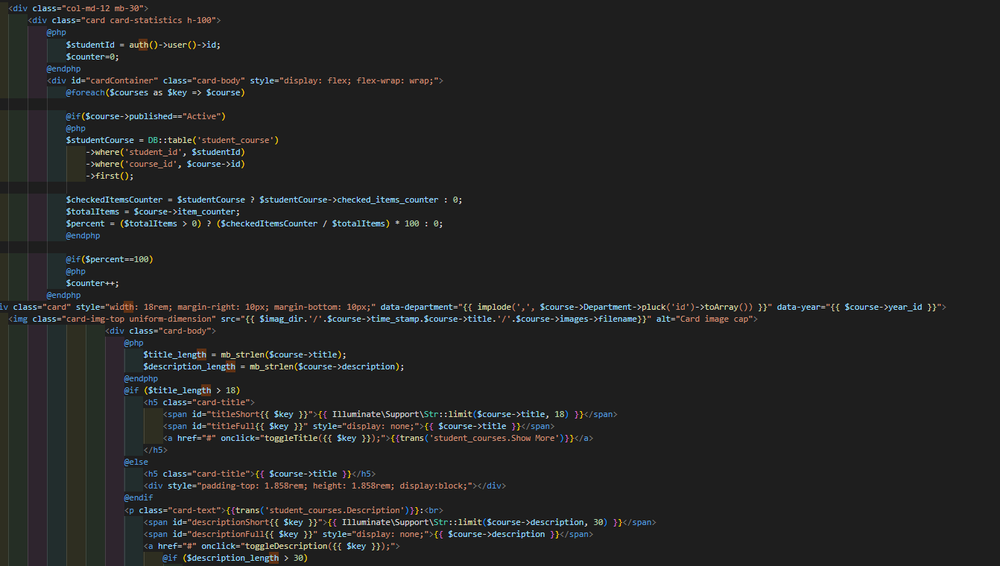 <div class="col-md-12 mb-30">
<div class="card card-statistics h-100">
@php
$studentId = auth()->user()->id;
$counter=0;
@endphp
<div id="cardContainer" class="card-body" style="display: flex; flex-wrap: wrap;">
@foreach($courses as $key => $course)
@if($course->published=="Active")
@php
$studentCourse = DB::table('student_course')
->where('student_id', $studentId)
->where('course_id', $course->id)
->first();
$checkedItemsCounter = $studentCourse ? $studentCourse->checked_items_counter : 0;
$totalItems = $course->item_counter;
$percent = ($totalItems > 0) ? ($checkedItemsCounter / $totalItems) * 100 : 0;
@endphp
@if($percent==100)
@php
$counter++;
@endphp
iv class="card" style="width: 18rem; margin-right: 10px; margin-bottom: 10px;" data-department="{{ implode(',', $course->Department->pluck('id')->toArray()) }}" data-year="{{ $course->year_id }}">
<img class="card-img-top uniform-dimension" src="{{ $imag_dir.'/'.$course->time_stamp.$course->title.'/'.$course->images->filename}}" alt="Card image cap">
<div class="card-body">
@php
$title_length = mb_strlen($course->title);
$description_length = mb_strlen($course->description);
@endphp
@if ($title_length > 18)
<h5 class="card-title">
<span id="titleShort{{ $key }}">{{ Illuminate\Support\Str::limit($course->title, 18) }}</span>
<span id="titleFull{{ $key }}" style="display: none;">{{ $course->title }}</span>
<a href="#" onclick="toggleTitle({{ $key }});">{{trans('student_courses.Show More')}}</a>
</h5>
@else
<h5 class="card-title">{{ $course->title }}</h5>
<div style="padding-top: 1.858rem; height: 1.858rem; display:block;"></div>
@endif
<p class="card-text">{{trans('student_courses.Description')}}:<br>
<span id="descriptionShort{{ $key }}">{{ Illuminate\Support\Str::limit($course->description, 30) }}</span>
<span id="descriptionFull{{ $key }}" style="display: none;">{{ $course->description }}</span>
<a href="#" onclick="toggleDescription({{ $key }});">
@if ($description_length > 30)